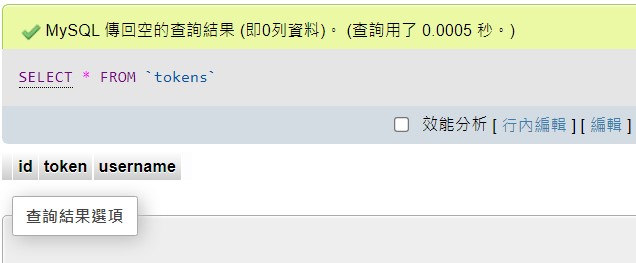 MySQL 傳回空的查詢結果 (即0列資料)。 (查詢用了 0.0005 秒。)
SELECT * FROM `tokens`
效能分析 [ 行內編輯 ] [ 編輯 ]
id token username
查詢結果選項